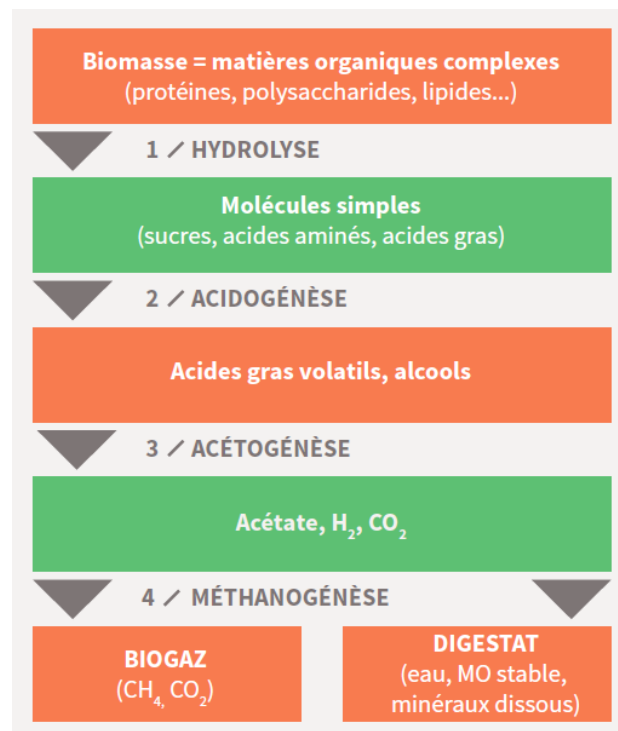 Biomasse = matières organiques complexes
(protéines, polysaccharides, lipides...)
1 / HYDROLYSE
Molécules simples
(sucres, acides aminés, acides gras)
2 / ACIDOGÉNÈSE
Acides gras volatils, alcools
3 / ACÉTOGÉNÈSE
Acétate, H₂, CO₂
4 / MÉTHANOGÉNÈSE
BIOGAZ
(CH₄, CO₂)
DIGESTAT
(eau, MO stable,
minéraux dissous)